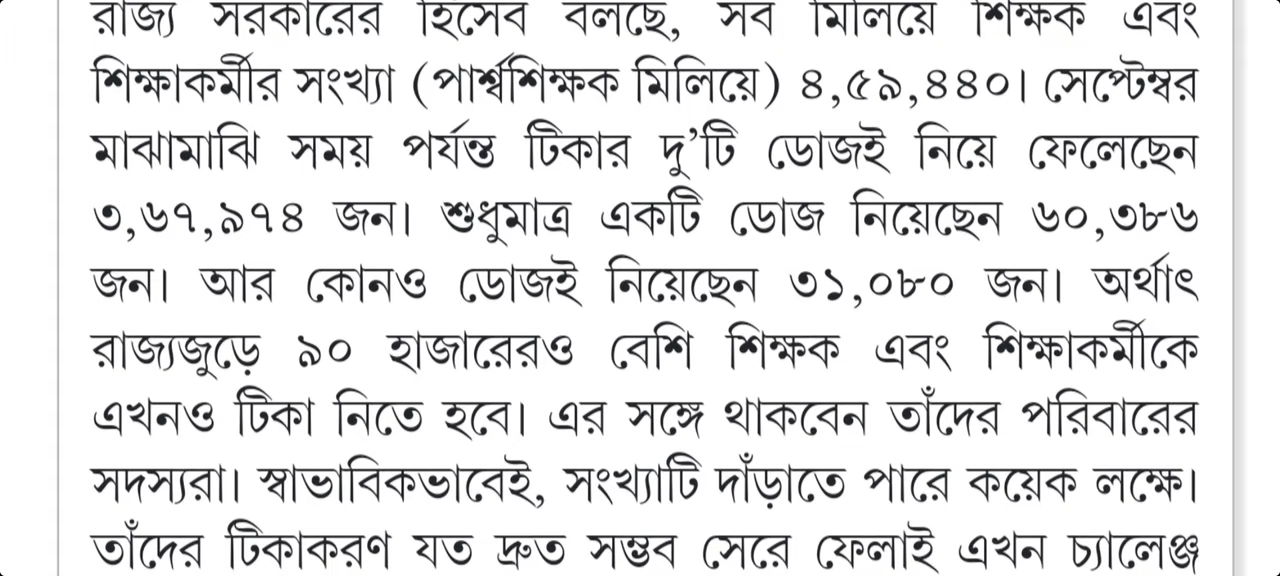 রাজ্য সরকারের হিসেব বলছে, সব মিলিয়ে শিক্ষক এবং
শিক্ষাকর্মীর সংখ্যা (পার্শ্বশিক্ষক মিলিয়ে) ৪,৫৯,৪৪০। সেপ্টেম্বর
মাঝামাঝি সময় পর্যন্ত টিকার দু’টি ডোজই নিয়ে ফেলেছেন
৩,৬৭,৯৭৪ জন। শুধুমাত্র একটি ডোজ নিয়েছেন ৬০,৩৮৬
জন। আর কোনও ডোজই নিয়েছেন ৩১,০৮০ জন। অর্থাৎ
রাজ্যজুড়ে ৯০ হাজারেরও বেশি শিক্ষক এবং শিক্ষাকর্মীকে
এখনও টিকা নিতে হবে। এর সঙ্গে থাকবেন তাঁদের পরিবারের
সদস্যরা। স্বাভাবিকভাবেই, সংখ্যাটি দাঁড়াতে পারে কয়েক লক্ষে।
তাঁদের টিকাকরণ যত দ্রুত সম্ভব সেরে ফেলাই এখন চ্যালেঞ্জ